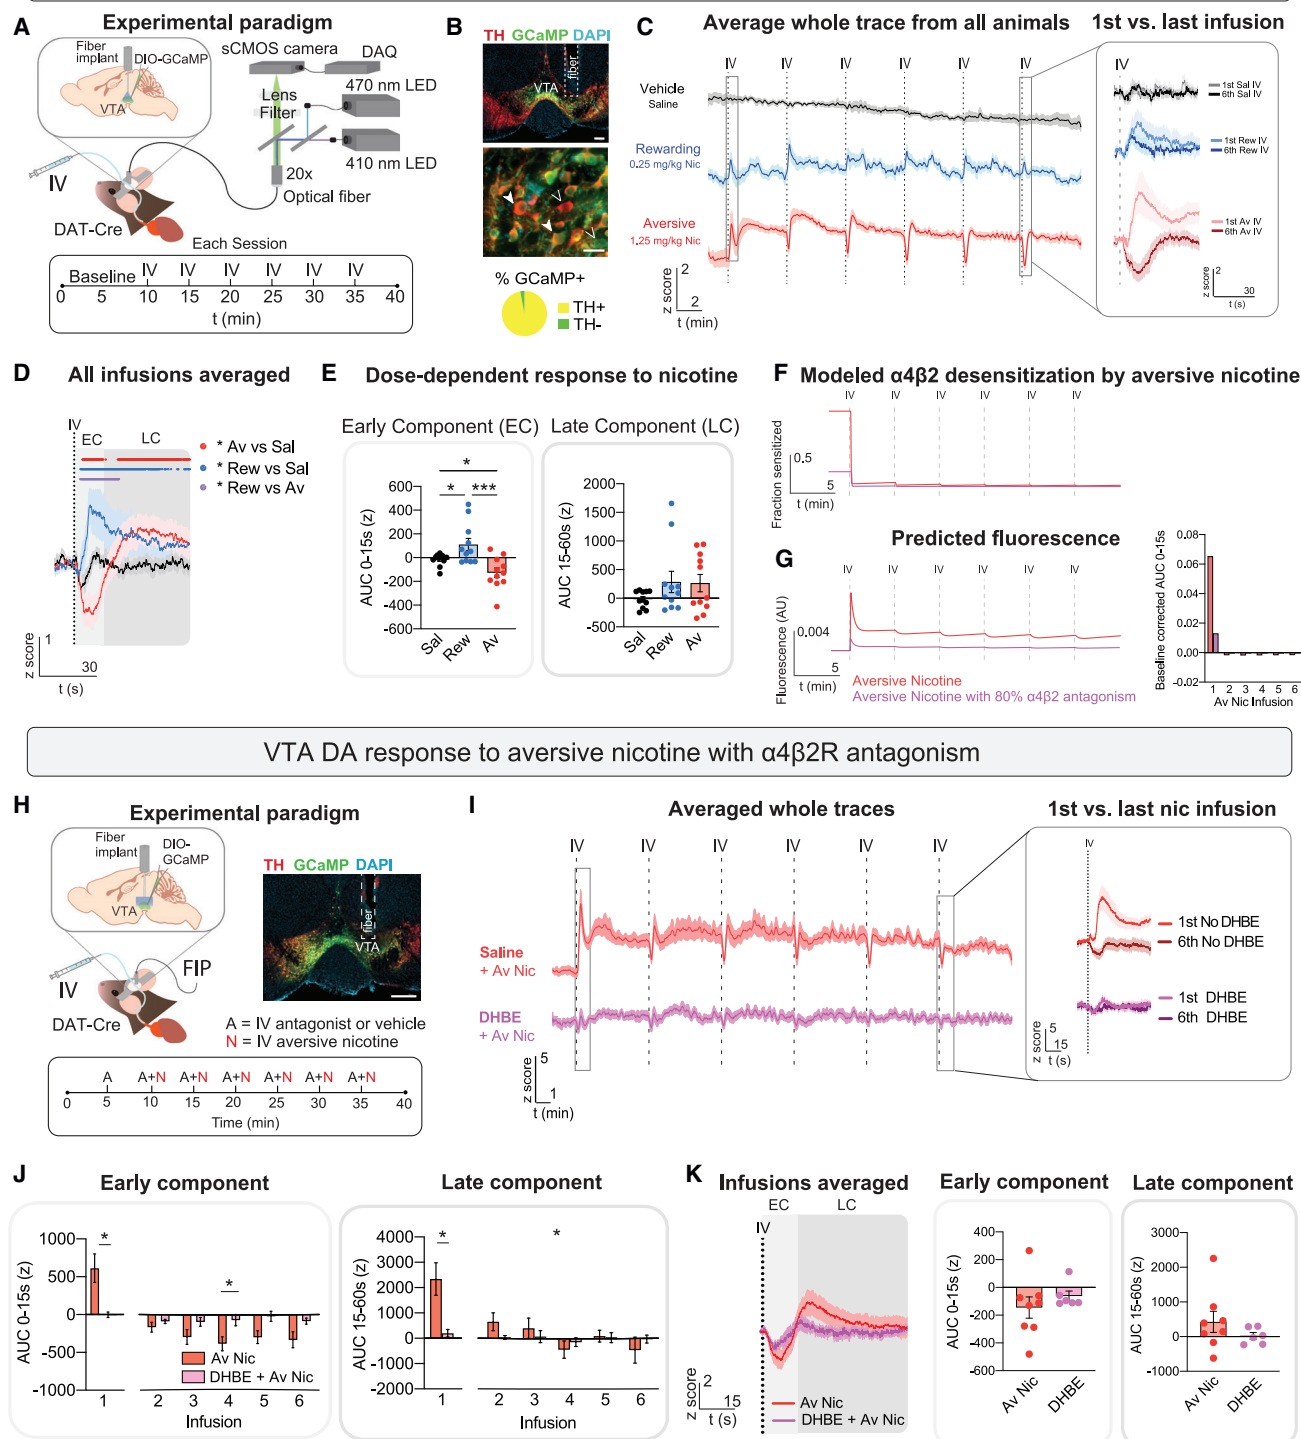 A
Experimental paradigm
Fiber
implant
DIO-GCaMP
VTA
sCMOS camera
DAQ
470 nm LED
Lens
Filter
410 nm LED
20x
Optical fiber
IV
DAT-Cre
Each Session
Baseline IV IV IV IV IV IV
0 5 10 15 20 25 30 35 40
t (min)
B
TH GCaMP DAPI
fiber
VTA
% GCaMP+
TH+
TH-
C
Average whole trace from all animals
1st vs. last infusion
IV IV IV IV IV IV
Vehicle
Saline
Rewarding
0.25 mg/kg Nic
Aversive
1.25 mg/kg Nic
z score
2
2
t (min)
IV
1st Sal IV
6th Sal IV
1st Rew IV
6th Rew IV
1st Av IV
6th Av IV
z score
2
30
t (s)
D
All infusions averaged
IV
EC LC
* Av vs Sal
* Rew vs Sal
* Rew vs Av
z score
1
30
t (s)
E
Dose-dependent response to nicotine
Early Component (EC)
Late Component (LC)
AUC 0-15s (z)
600
400
200
0
-200
-400
-600
*
* ***
Sal Rew Av
AUC 15-60s (z)
2000
1500
1000
500
0
-500
Sal Rew Av
F
Modeled α4β2 desensitization by aversive nicotine
IV IV IV IV IV IV
Fraction sensitized
0.5
5
t (min)
G
Predicted fluorescence
IV IV IV IV IV IV
Fluorescence (AU)
0.004
5
t (min)
Aversive Nicotine
Aversive Nicotine with 80% α4β2 antagonism
Baseline corrected AUC 0-15s
0.08
0.06
0.04
0.02
0.00
-0.02
1 2 3 4 5 6
Av Nic Infusion
VTA DA response to aversive nicotine with α4β2R antagonism
H
Experimental paradigm
Fiber
implant
DIO-
GCaMP
VTA
IV
FIP
DAT-Cre
TH GCaMP DAPI
fiber
VTA
A = IV antagonist or vehicle
N = IV aversive nicotine
A A+N A+N A+N A+N A+N A+N
0 5 10 15 20 25 30 35 40
Time (min)
I
Averaged whole traces
1st vs. last nic infusion
IV IV IV IV IV IV
Saline
+ Av Nic
DHBE
+ Av Nic
z score
5
1
t (min)
IV
1st No DHBE
6th No DHBE
1st DHBE
6th DHBE
z score
5
15
t (s)
J
Early component
Late component
AUC 0-15s (z)
1000
500
0
-500
-1000
*
*
Av Nic
DHBE + Av Nic
1 2 3 4 5 6
Infusion
AUC 15-60s (z)
4000
3000
2000
1000
0
-1000
-2000
*
*
1 2 3 4 5 6
Infusion
K
Infusions averaged
EC LC
IV
z score
2
15
t (s)
Av Nic
DHBE + Av Nic
Early component
AUC 0-15s (z)
400
200
0
-200
-400
-600
Av Nic DHBE
Late component
AUC 15-60s (z)
3000
2000
1000
0
-1000
Av Nic DHBE